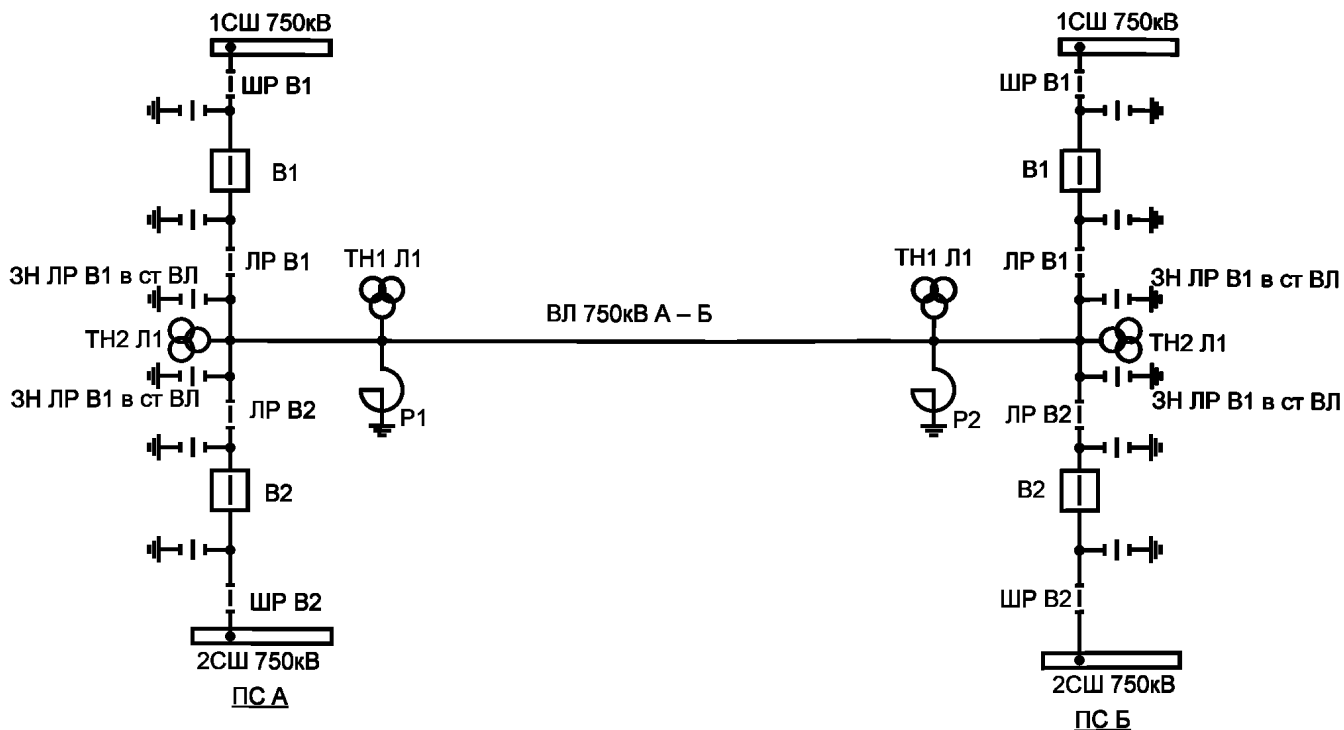 1СШ 750кВ
1СШ 750кВ
ШР В1
ШР В1
В1
В1
ЛР В1
ТН1 Л1
ТН1 Л1
ЛР В1
ЗН ЛР В1 в ст ВЛ
ЗН ЛР В1 в ст ВЛ
ВЛ 750кВ А – Б
ТН2 Л1
ТН2 Л1
ЗН ЛР В1 в ст ВЛ
ЗН ЛР В1 в ст ВЛ
ЛР В2
Р1
Р2
ЛР В2
В2
В2
ШР В2
ШР В2
2СШ 750кВ
2СШ 750кВ
ПС А
ПС Б